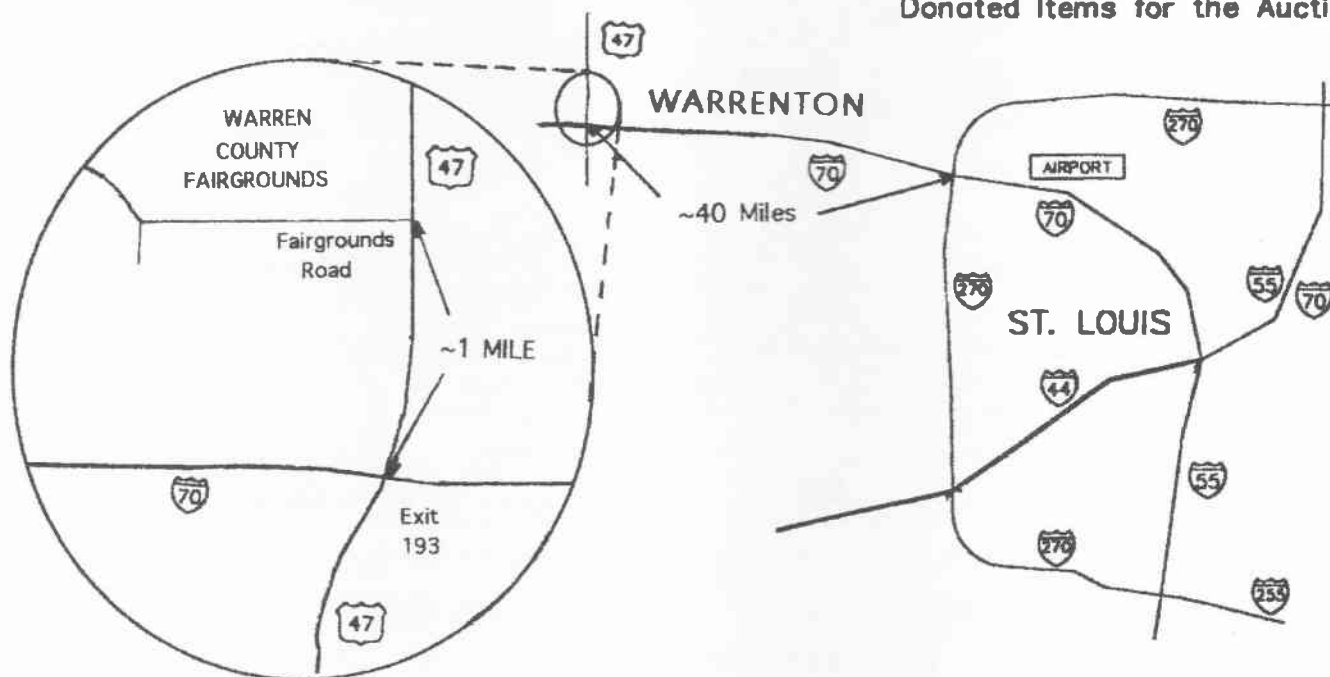 Donated Items for the Aucti
47
WARRENTON
WARREN
COUNTY
FAIRGROUNDS
47
Fairgrounds
Road
~1 MILE
70
Exit
193
47
70
~40 Miles
270
AIRPORT
70
270
55
70
ST. LOUIS
44
55
270
255